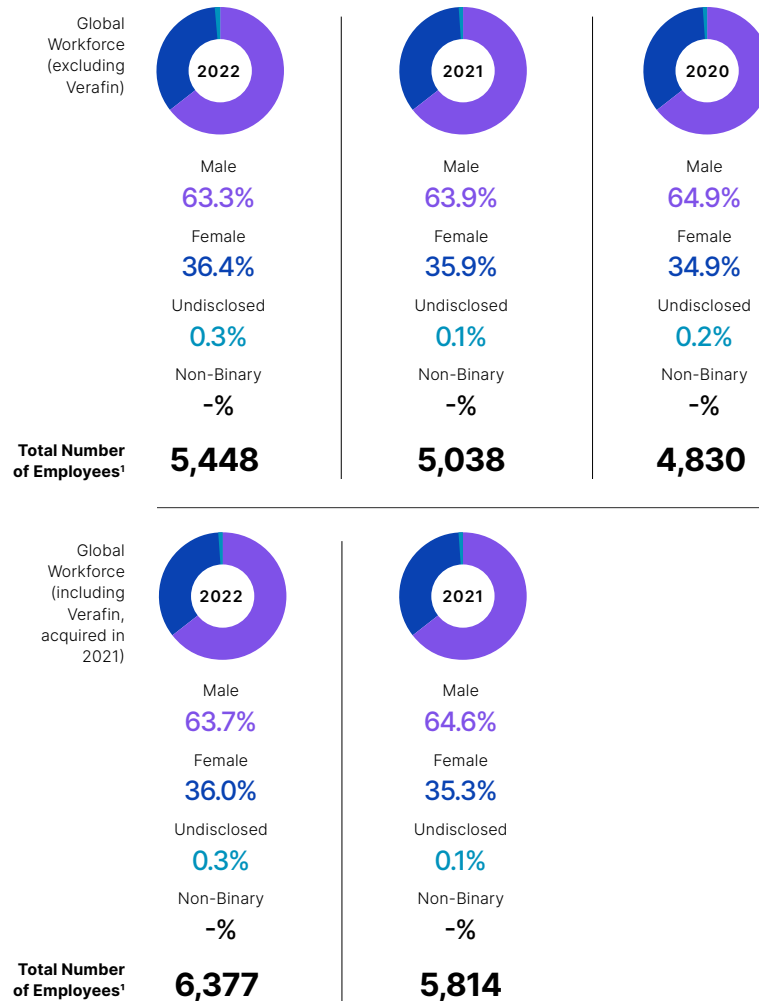 Global
Workforce
(excluding
Verafin)
2022
2021
2020
Male
63.3%
Male
63.9%
Male
64.9%
Female
36.4%
Female
35.9%
Female
34.9%
Undisclosed
0.3%
Undisclosed
0.1%
Undisclosed
0.2%
Non-Binary
-%
Non-Binary
-%
Non-Binary
-%
Total Number
of Employees¹
5,448
5,038
4,830
Global
Workforce
(including
Verafin,
acquired in
2021)
2022
2021
Male
63.7%
Male
64.6%
Female
36.0%
Female
35.3%
Undisclosed
0.3%
Undisclosed
0.1%
Non-Binary
-%
Non-Binary
-%
Total Number
of Employees¹
6,377
5,814